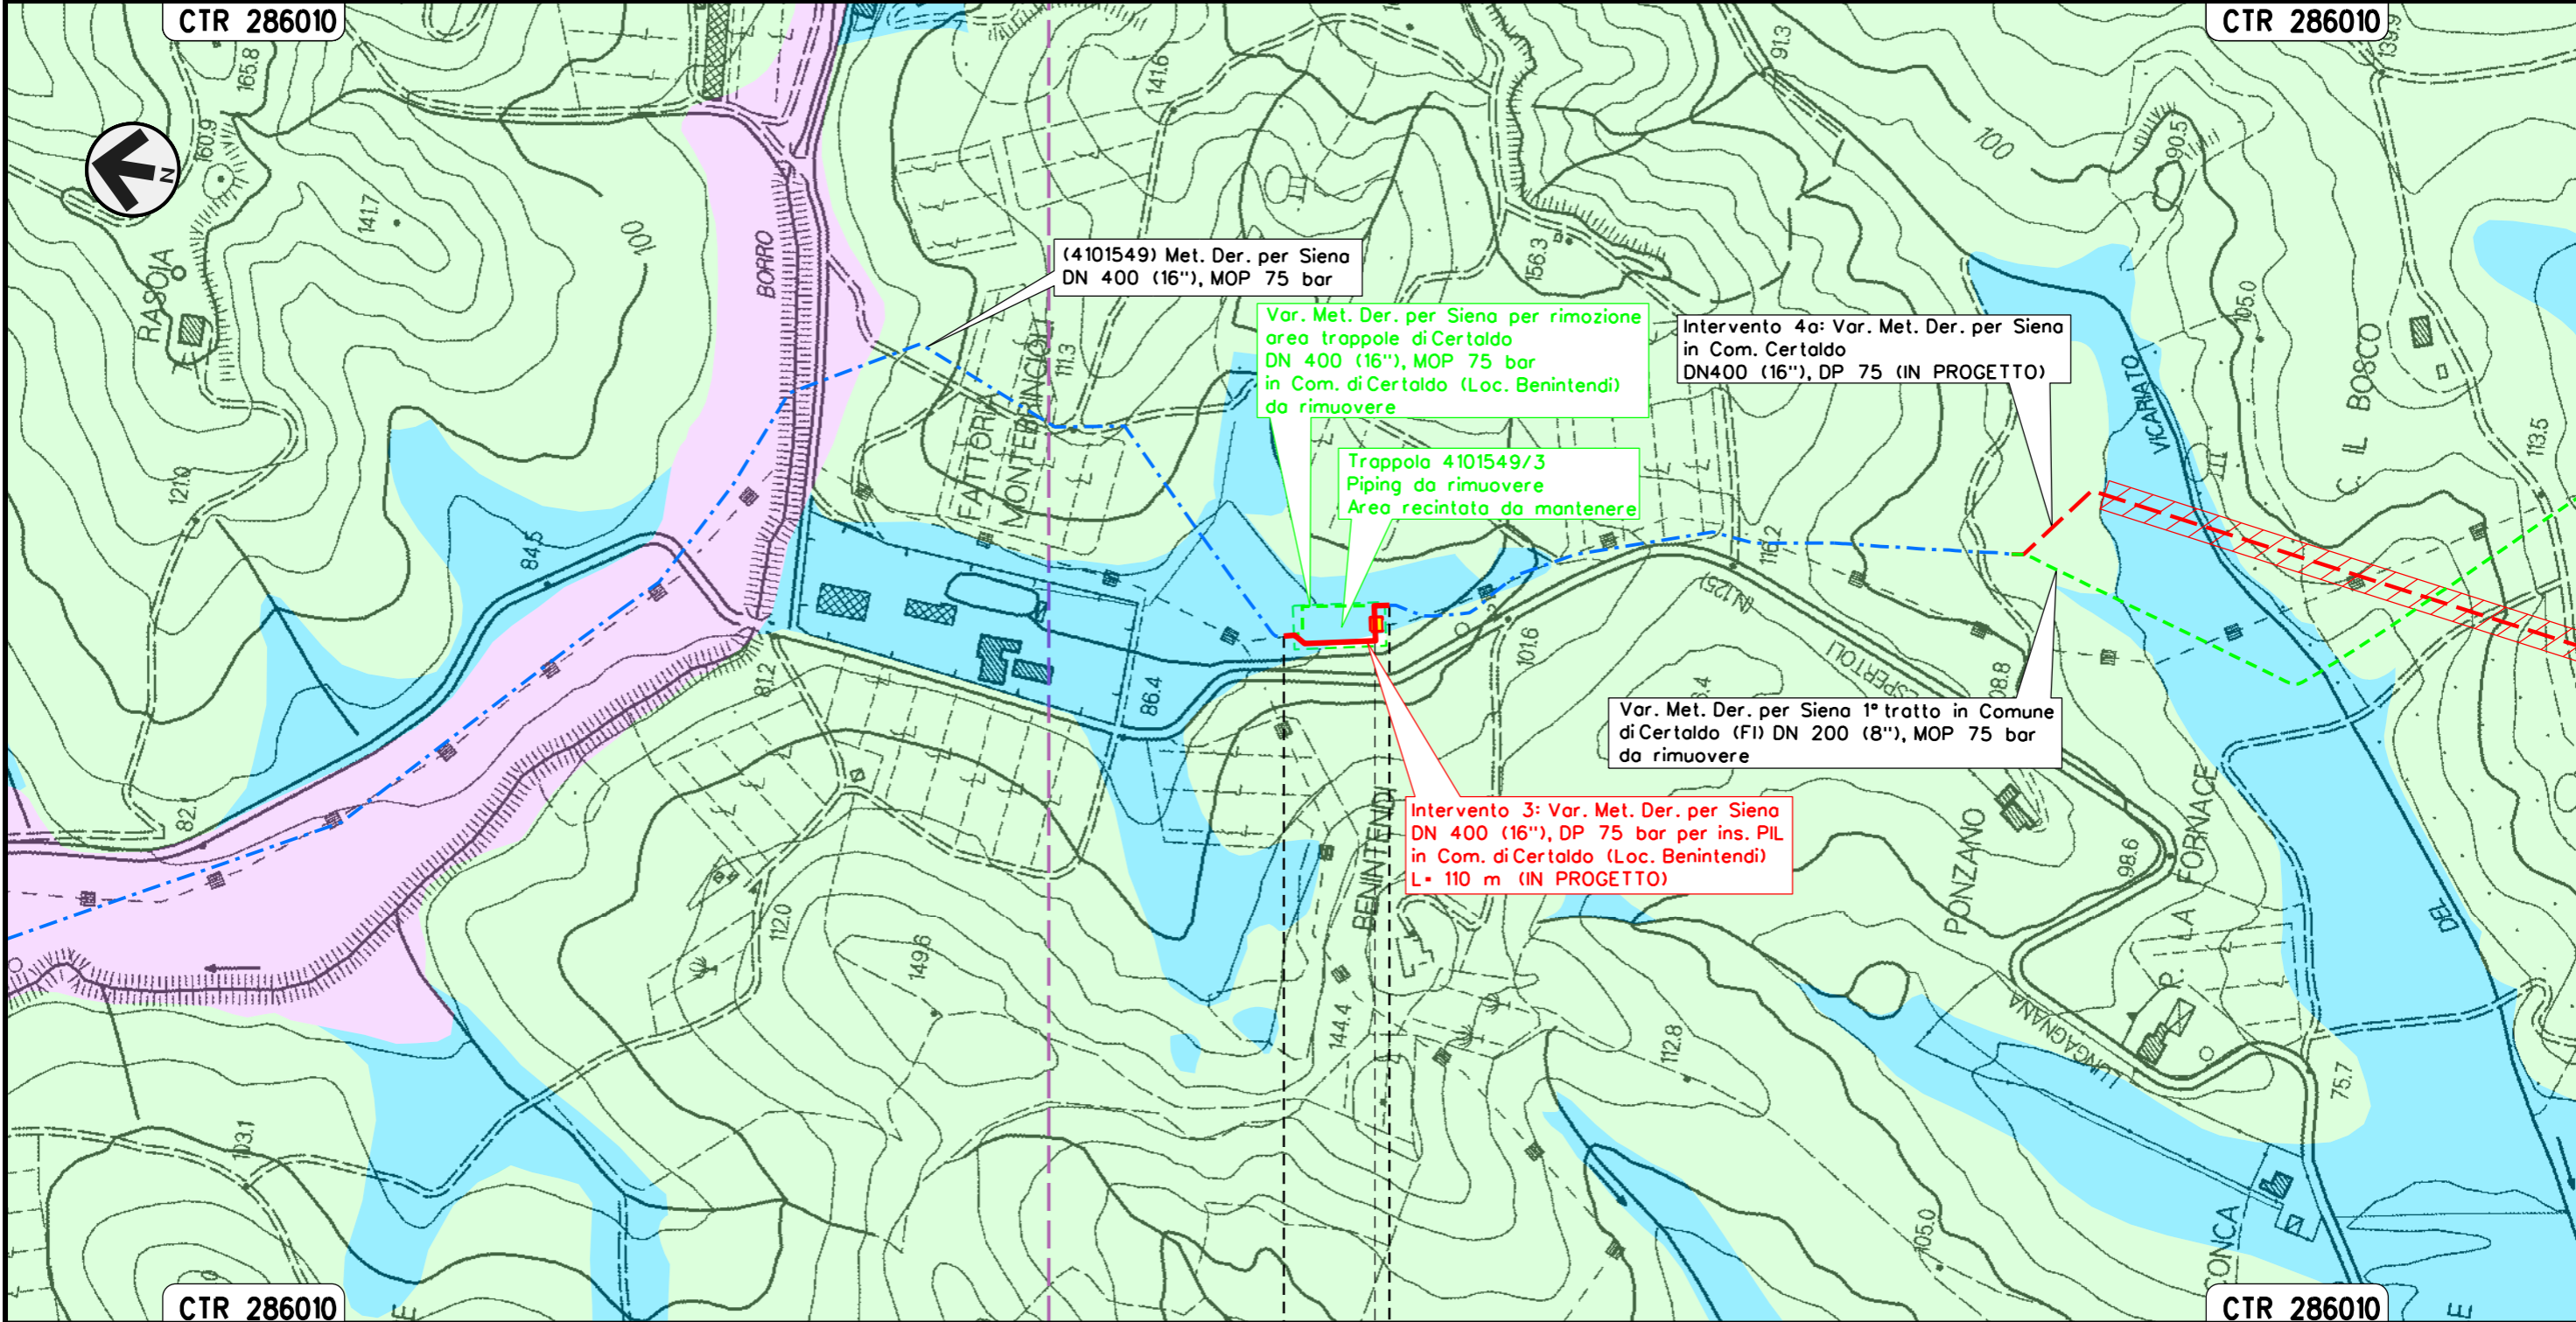 CTR 286010
CTR 286010
165.8
160.9
N
141.7
RASOIA
100
BORRO
141.6
91.3
139.9
100
90.5
(4101549) Met. Der. per Siena
DN 400 (16"), MOP 75 bar
156.3
105.0
Var. Met. Der. per Siena per rimozione
area trappole di Certaldo
DN 400 (16"), MOP 75 bar
in Com. di Certaldo (Loc. Benintendi)
da rimuovere
Intervento 4a: Var. Met. Der. per Siena
in Com. Certaldo
DN400 (16"), DP 75 (IN PROGETTO)
111.3
FATTORIA
MONTEBENICHI
VICARIATO
C. IL BOSCO
113.5
121.0
84.5
Trappola 4101549/3
Piping da rimuovere
Area recintata da mantenere
116.2
(N.125)
81.2
86.4
101.6
ESPERTOLI
08.8
6.4
Var. Met. Der. per Siena 1° tratto in Comune
di Certaldo (FI) DN 200 (8"), MOP 75 bar
da rimuovere
82.
Intervento 3: Var. Met. Der. per Siena
DN 400 (16"), DP 75 bar per ins. PIL
in Com. di Certaldo (Loc. Benintendi)
L= 110 m (IN PROGETTO)
BENINTENDI
PONZANO
98.6
P. LA FORNACE
DEL
112.0
149.6
144.4
112.8
LUNGAGNANA
75.7
103.1
105.0
CONCA
0
E
E
CTR 286010
CTR 286010